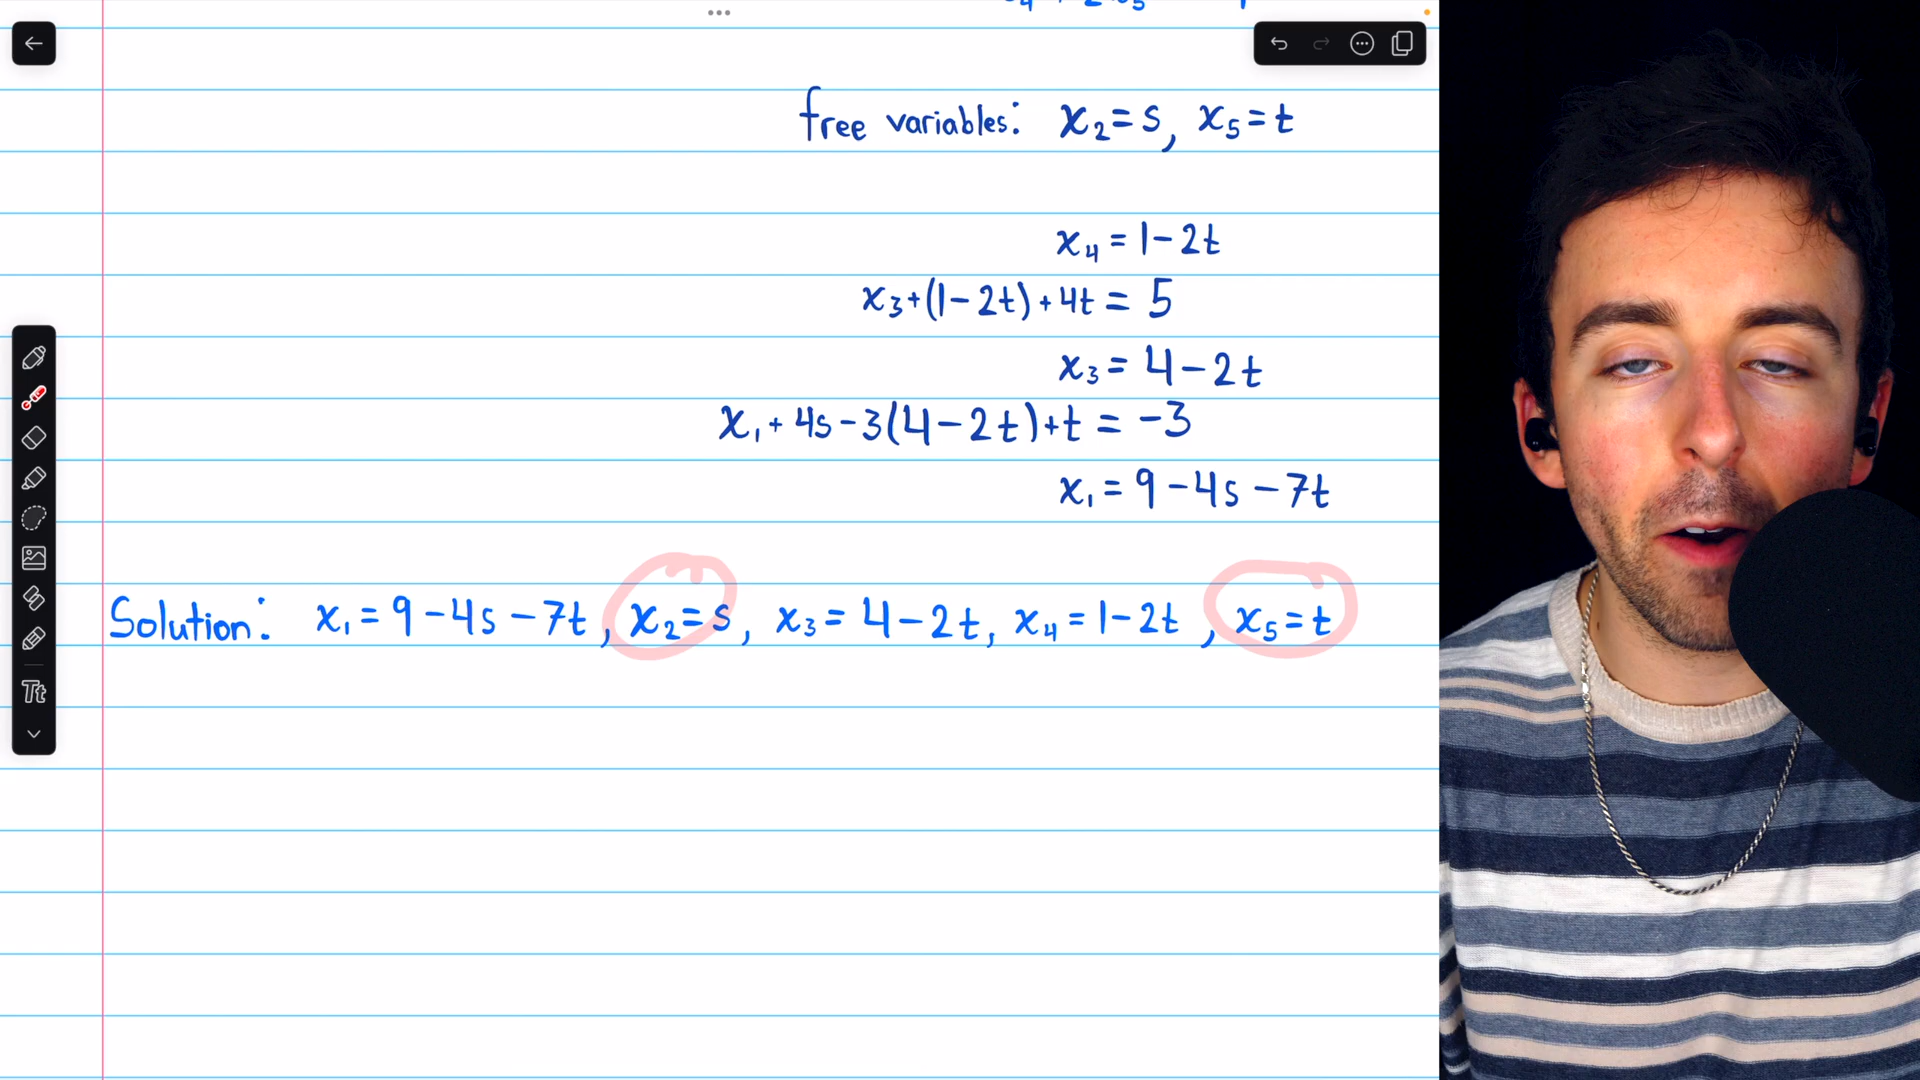 free variables: x₂ = s, x₅ = t
x₄ = 1 - 2t
x₃ + (1 - 2t) + 4t = 5
x₃ = 4 - 2t
x₁ + 4s - 3(4 - 2t) + t = -3
x₁ = 9 - 4s - 7t
Solution: x₁ = 9 - 4s - 7t, x₂ = s, x₃ = 4 - 2t, x₄ = 1 - 2t, x₅ = t
Tt